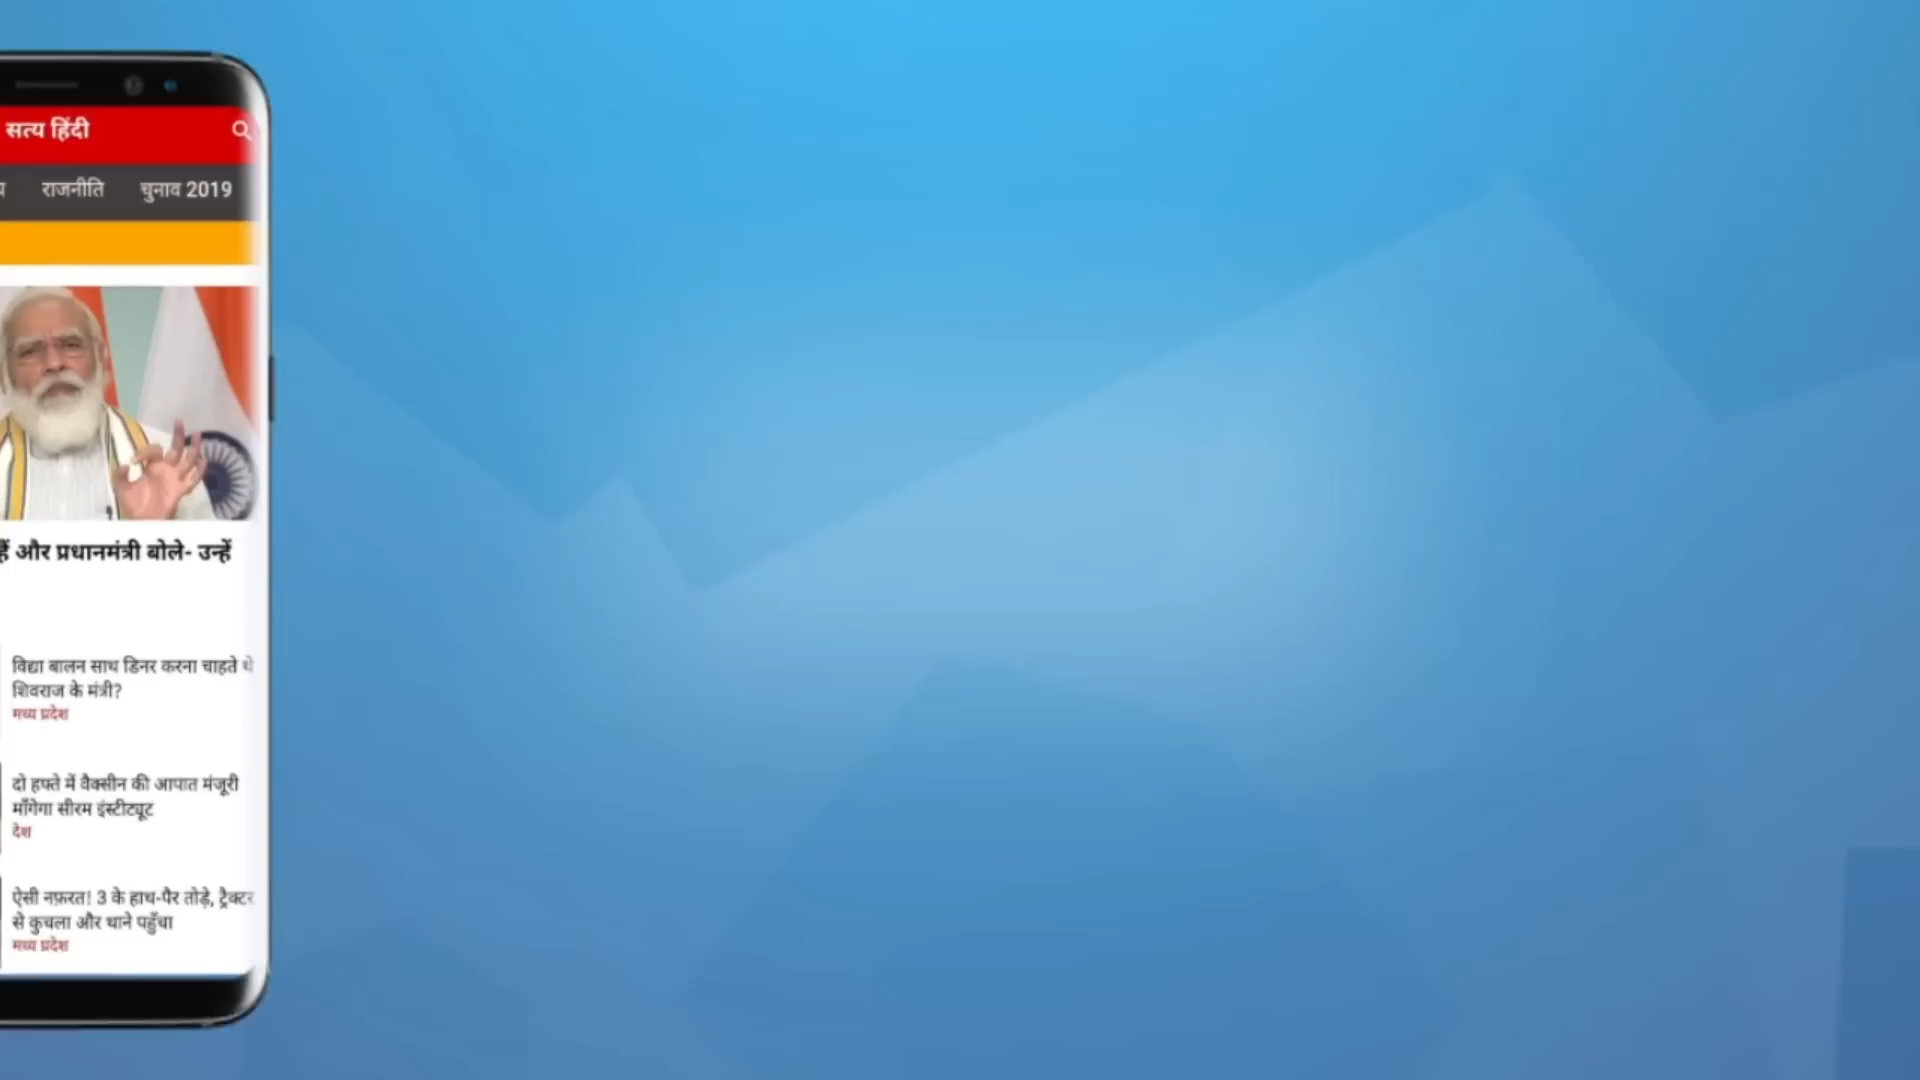 सत्य हिंदी
राजनीति चुनाव 2019
और प्रधानमंत्री बोले- उन्हें
विद्या बालन साथ डिनर करना चाहते थे
शिवराज के मंत्री?
मध्य प्रदेश
दो हफ्ते में वैक्सीन की आपात मंजूरी
माँगेगा सीरम इंस्टीट्यूट
देश
ऐसी नफ़रत! 3 के हाथ-पैर तोड़े, ट्रैक्टर
से कुचला और थाने पहुँचा
मध्य प्रदेश